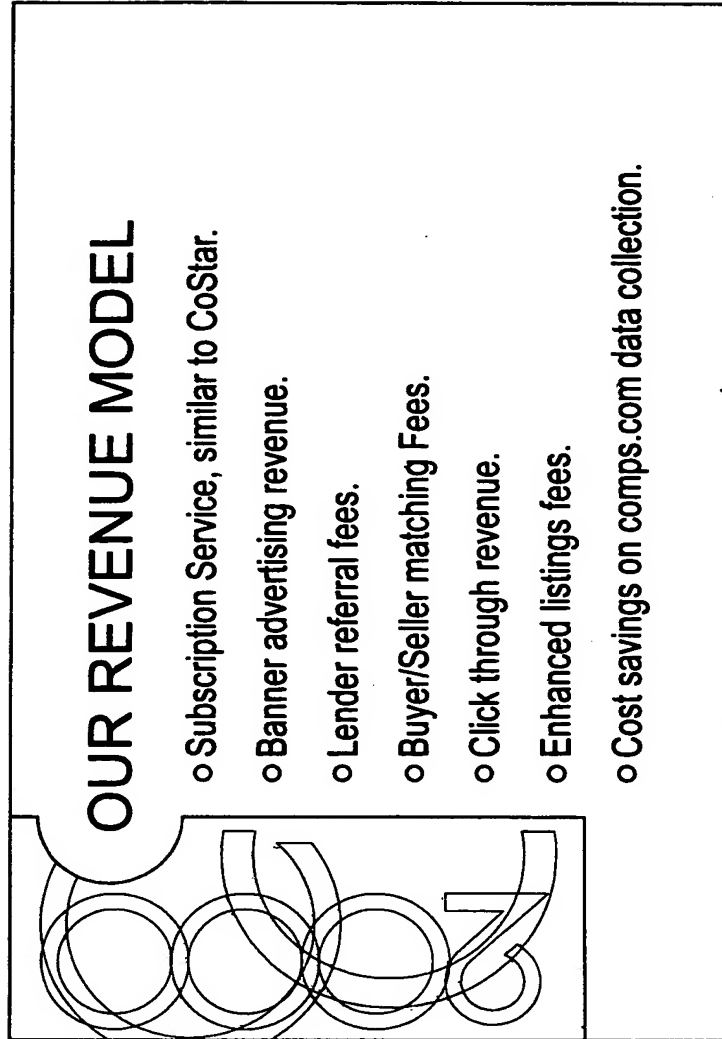 OUR REVENUE MODEL
o Subscription Service, similar to CoStar.
o Banner advertising revenue.
o Lender referral fees.
o Buyer/Seller matching Fees.
o Click through revenue.
o Enhanced listings fees.
o Cost savings on comps.com data collection.